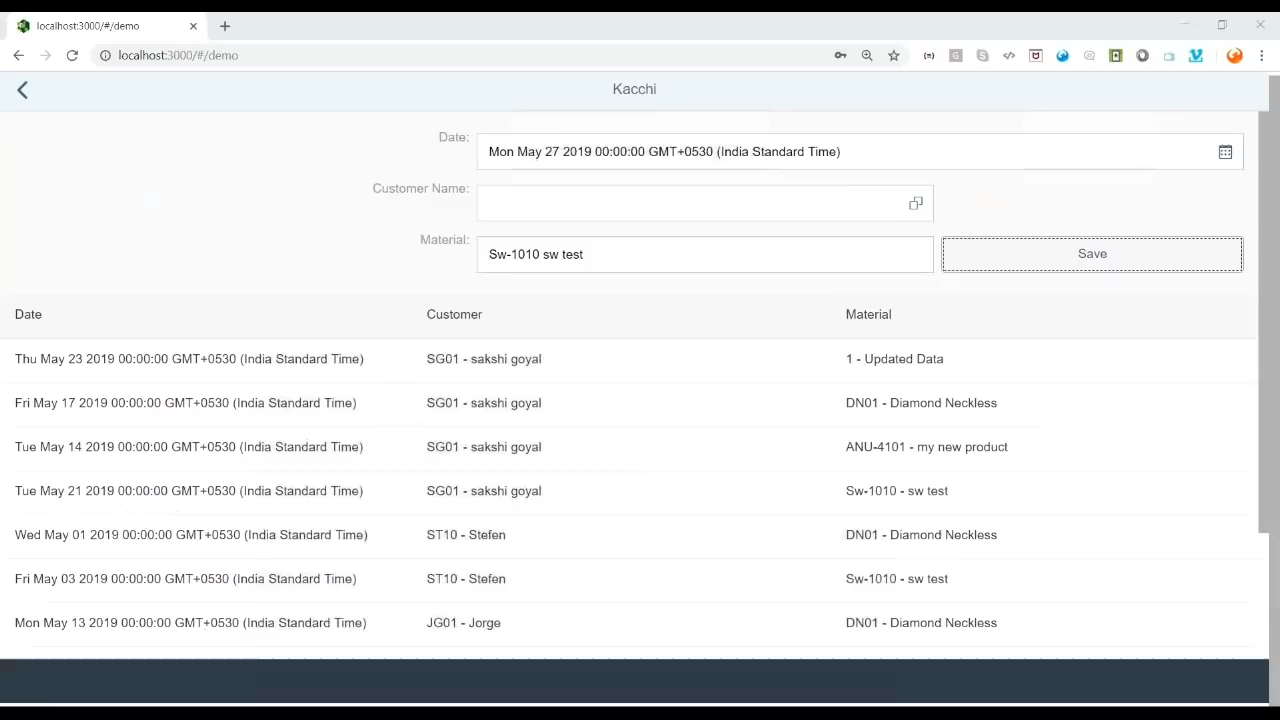 localhost:3000/#/demo
localhost:3000/#/demo
Kacchi
Date: Mon May 27 2019 00:00:00 GMT+0530 (India Standard Time)
Customer Name:
Material: Sw-1010 sw test Save
Date Customer Material
Thu May 23 2019 00:00:00 GMT+0530 (India Standard Time) SG01 - sakshi goyal 1 - Updated Data
Fri May 17 2019 00:00:00 GMT+0530 (India Standard Time) SG01 - sakshi goyal DN01 - Diamond Neckless
Tue May 14 2019 00:00:00 GMT+0530 (India Standard Time) SG01 - sakshi goyal ANU-4101 - my new product
Tue May 21 2019 00:00:00 GMT+0530 (India Standard Time) SG01 - sakshi goyal Sw-1010 - sw test
Wed May 01 2019 00:00:00 GMT+0530 (India Standard Time) ST10 - Stefen DN01 - Diamond Neckless
Fri May 03 2019 00:00:00 GMT+0530 (India Standard Time) ST10 - Stefen Sw-1010 - sw test
Mon May 13 2019 00:00:00 GMT+0530 (India Standard Time) JG01 - Jorge DN01 - Diamond Neckless